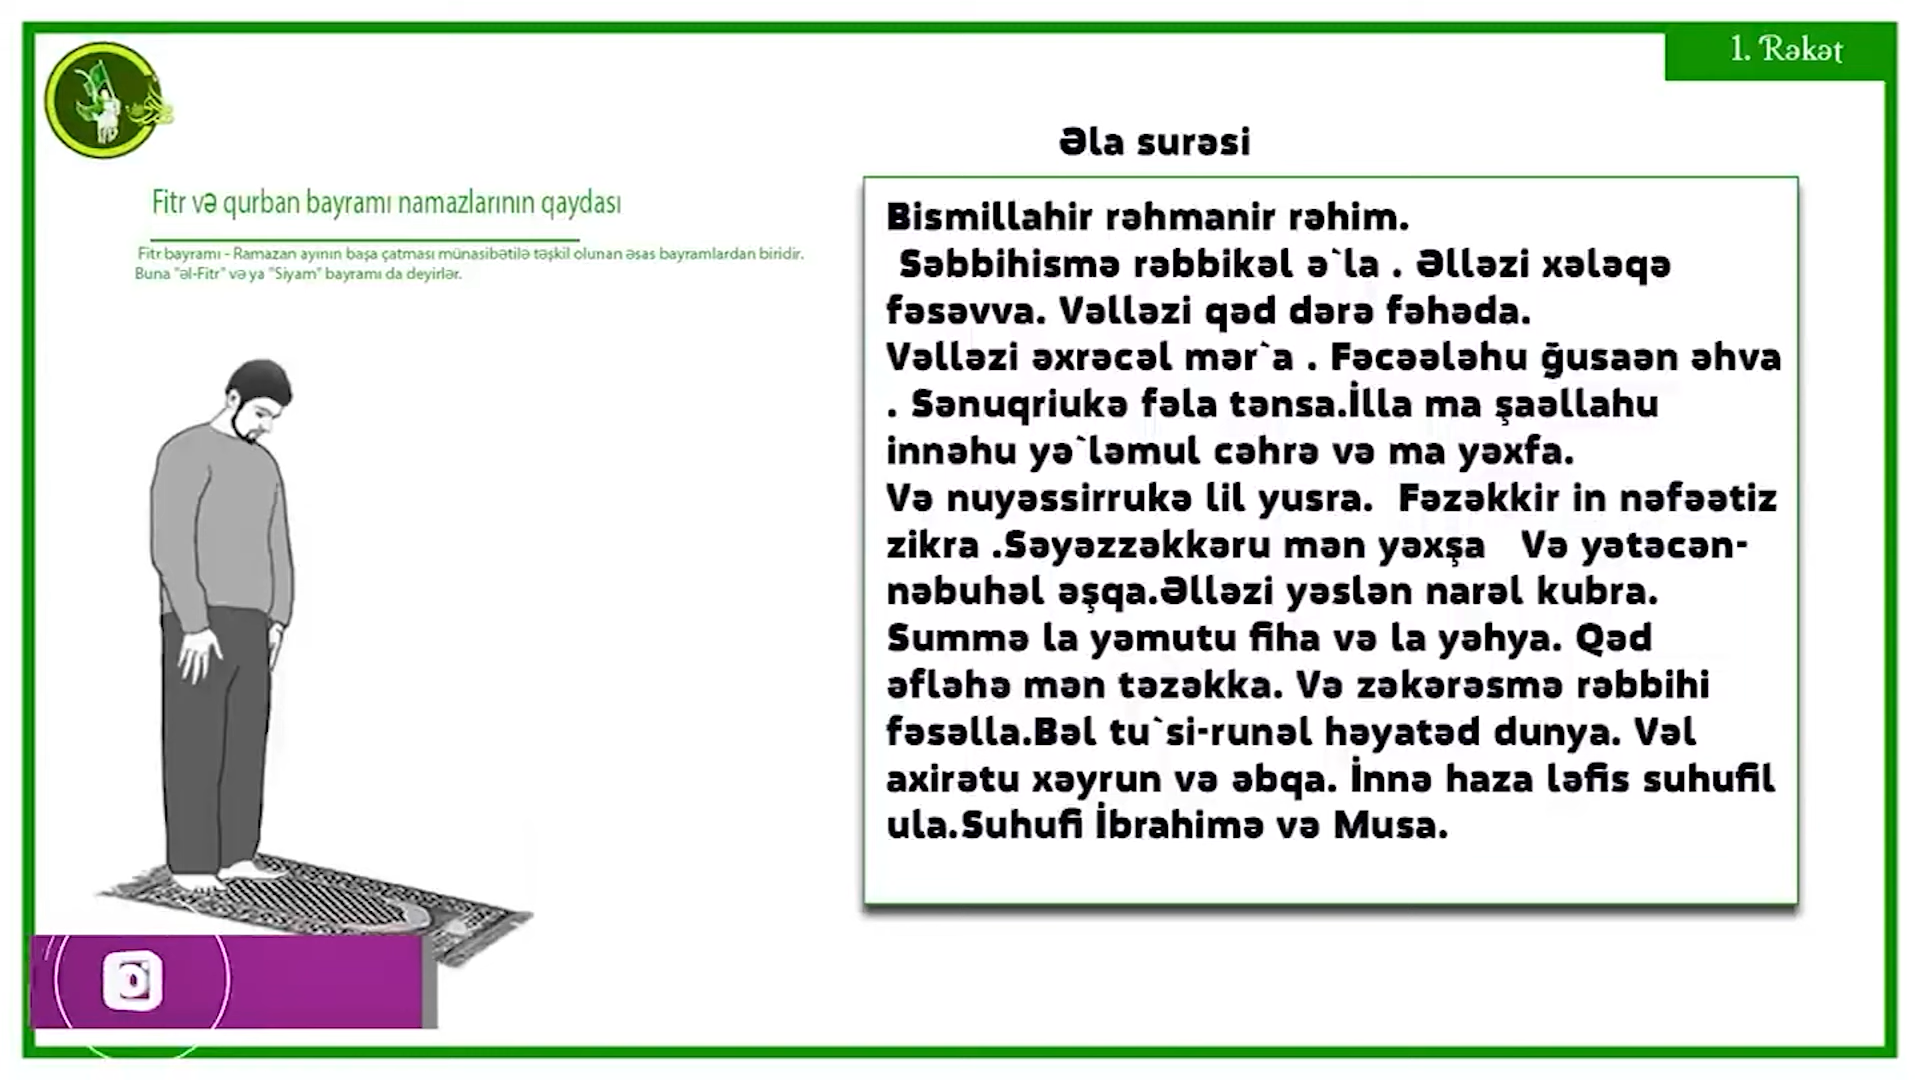 1. Rəkət
Əla surəsi
Fitr və qurban bayramı namazlarının qaydası
Fitr bayramı - Ramazan ayının başa çatması münasibətilə təşkil olunan əsas bayramlardan biridir.
Buna "əl-Fitr" və ya "Siyam" bayramı da deyirlər.
Bismillahir rəhmanir rəhim.
Səbbihismə rəbbikəl ə`la . Əlləzi xələqə
fəsəvva. Vəlləzi qəd dərə fəhəda.
Vəlləzi əxrəcəl mər`a . Fəcəələhu ğusaən əhva
. Sənuqriukə fəla tənsa.İlla ma şaəllahu
innəhu yə`ləmul cəhrə və ma yəxfa.
Və nuyəssirrukə lil yusra. Fəzəkkir in nəfəətiz
zikra .Səyəzzəkkəru mən yəxşa Və yətəcən-
nəbuhəl əşqa.Əlləzi yəslən narəl kubra.
Summə la yəmutu fiha və la yəhya. Qəd
əfləhə mən təzəkka. Və zəkərəsmə rəbbihi
fəsəlla.Bəl tu`si-runəl həyatəd dunya. Vəl
axirətu xəyrun və əbqa. İnnə haza ləfis suhufil
ula.Suhufi İbrahimə və Musa.